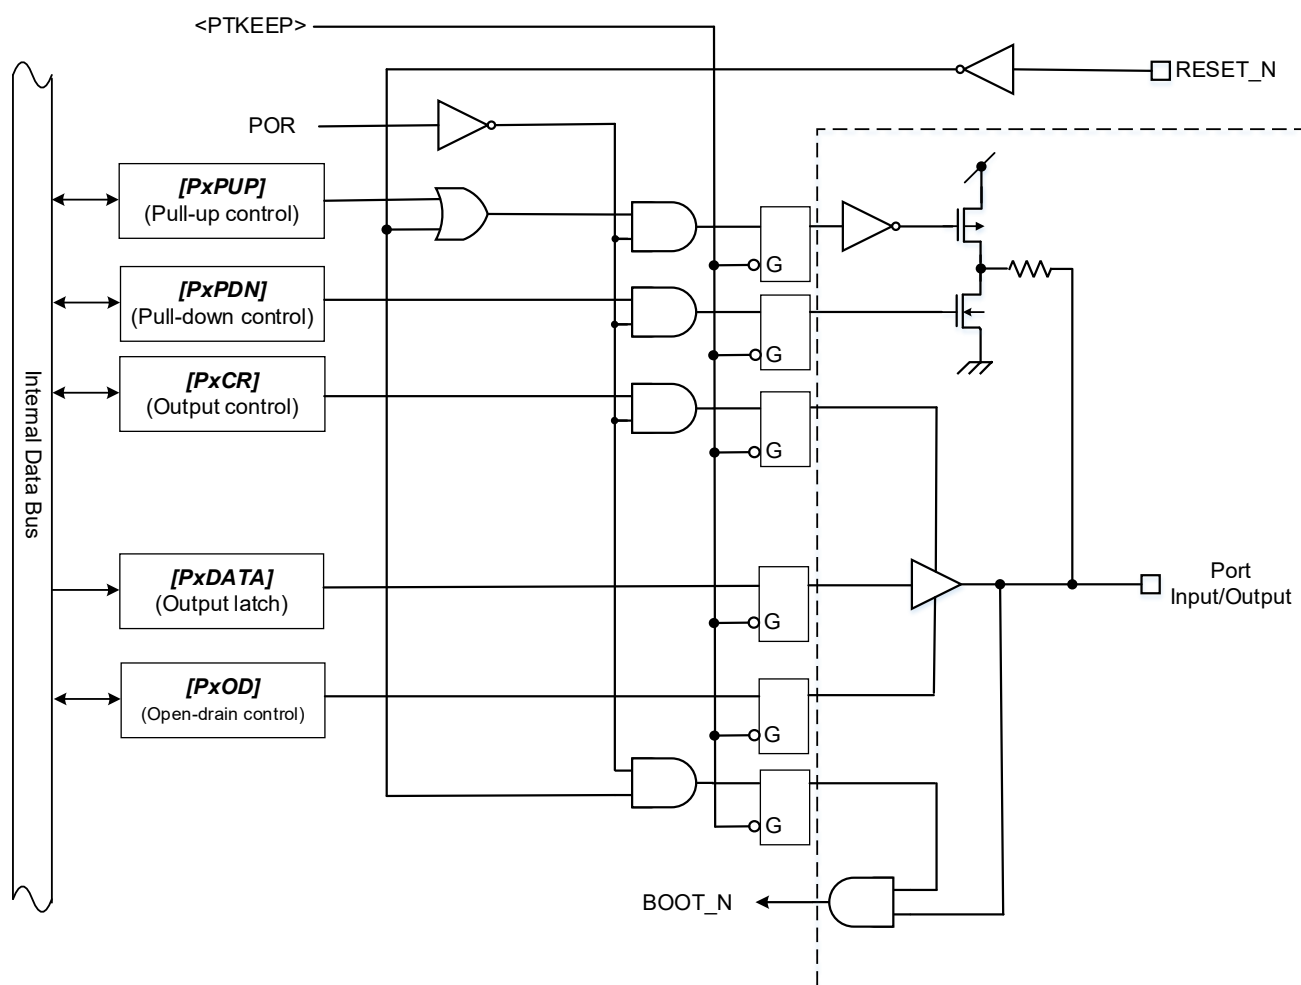 <PTKEEP>
RESET_N
POR
[PxPUP]
(Pull-up control)
G
[PxPDN]
(Pull-down control)
G
[PxCR]
(Output control)
G
Internal Data Bus
[PxDATA]
(Output latch)
G
Port
Input/Output
[PxOD]
(Open-drain control)
G
G
BOOT_N